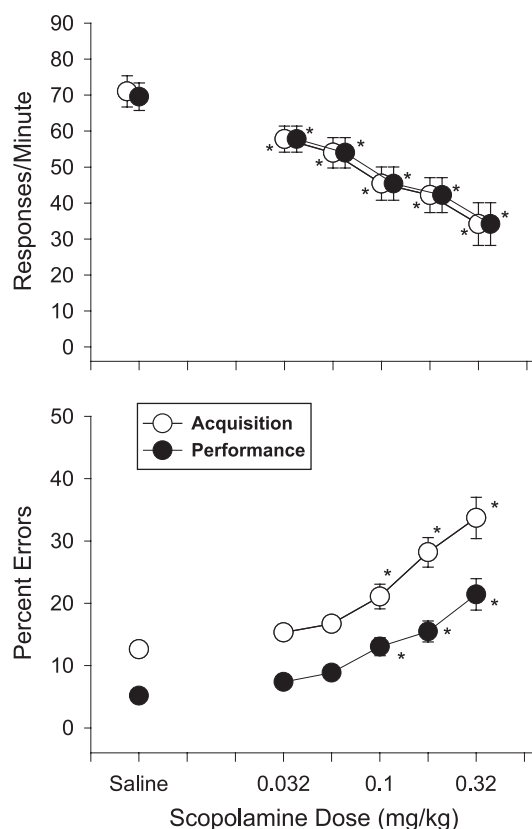 90
80
70
60
50
40
30
20
10
0
Responses/Minute
* * * * *
* * * * *
50
40
30
20
10
0
Percent Errors
Acquisition
Performance
* * *
* * *
Saline 0.032 0.1 0.32
Scopolamine Dose (mg/kg)